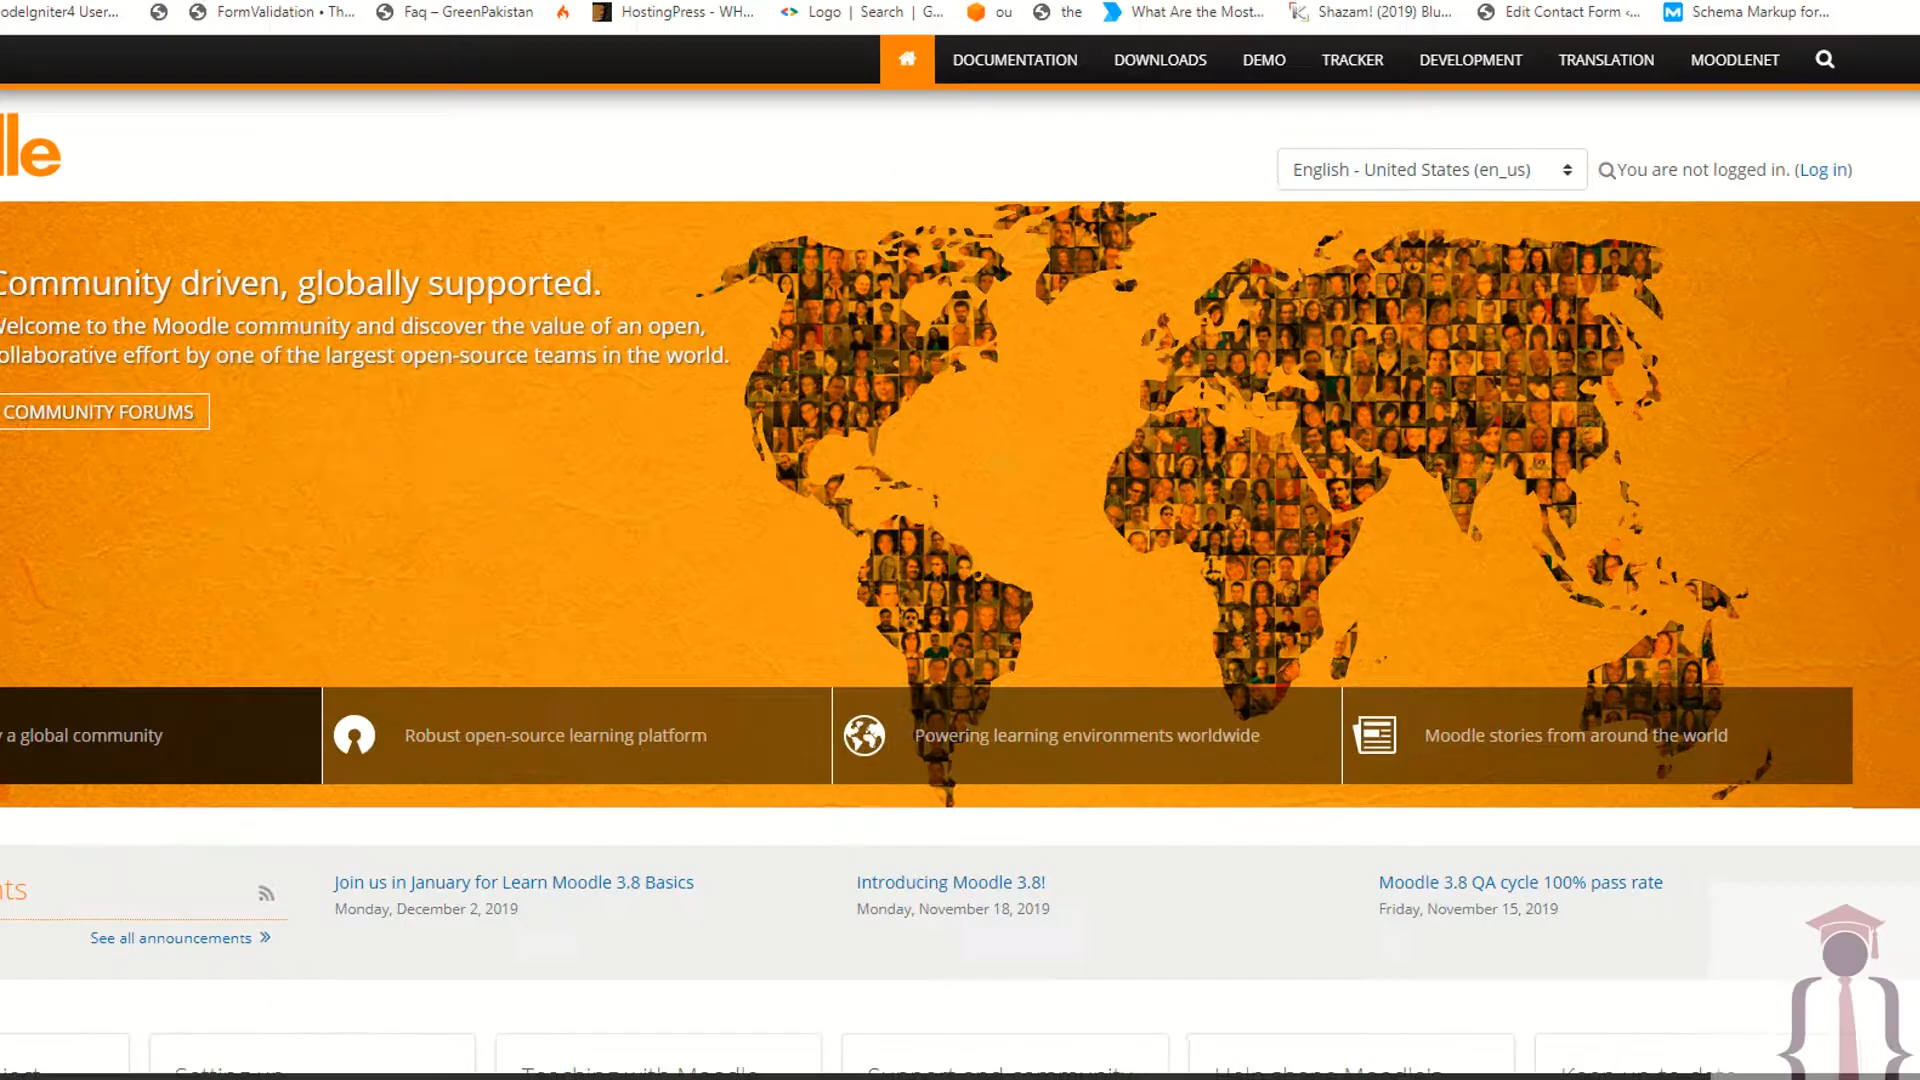 odeIgniter4 User... FormValidation • Th... Faq – GreenPakistan HostingPress - WH... Logo | Search | G... ou the What Are the Most... Shazam! (2019) Blu... Edit Contact Form ‹... Schema Markup for...
DOCUMENTATION DOWNLOADS DEMO TRACKER DEVELOPMENT TRANSLATION MOODLENET
lle
English - United States (en_us) You are not logged in. (Log in)
Community driven, globally supported.
Welcome to the Moodle community and discover the value of an open,
ollaborative effort by one of the largest open-source teams in the world.
COMMUNITY FORUMS
y a global community Robust open-source learning platform Powering learning environments worldwide Moodle stories from around the world
nts
See all announcements »
Join us in January for Learn Moodle 3.8 Basics
Monday, December 2, 2019
Introducing Moodle 3.8!
Monday, November 18, 2019
Moodle 3.8 QA cycle 100% pass rate
Friday, November 15, 2019
Setting up Teaching with Moodle Support and community Help shape Moodle's Keep up to date